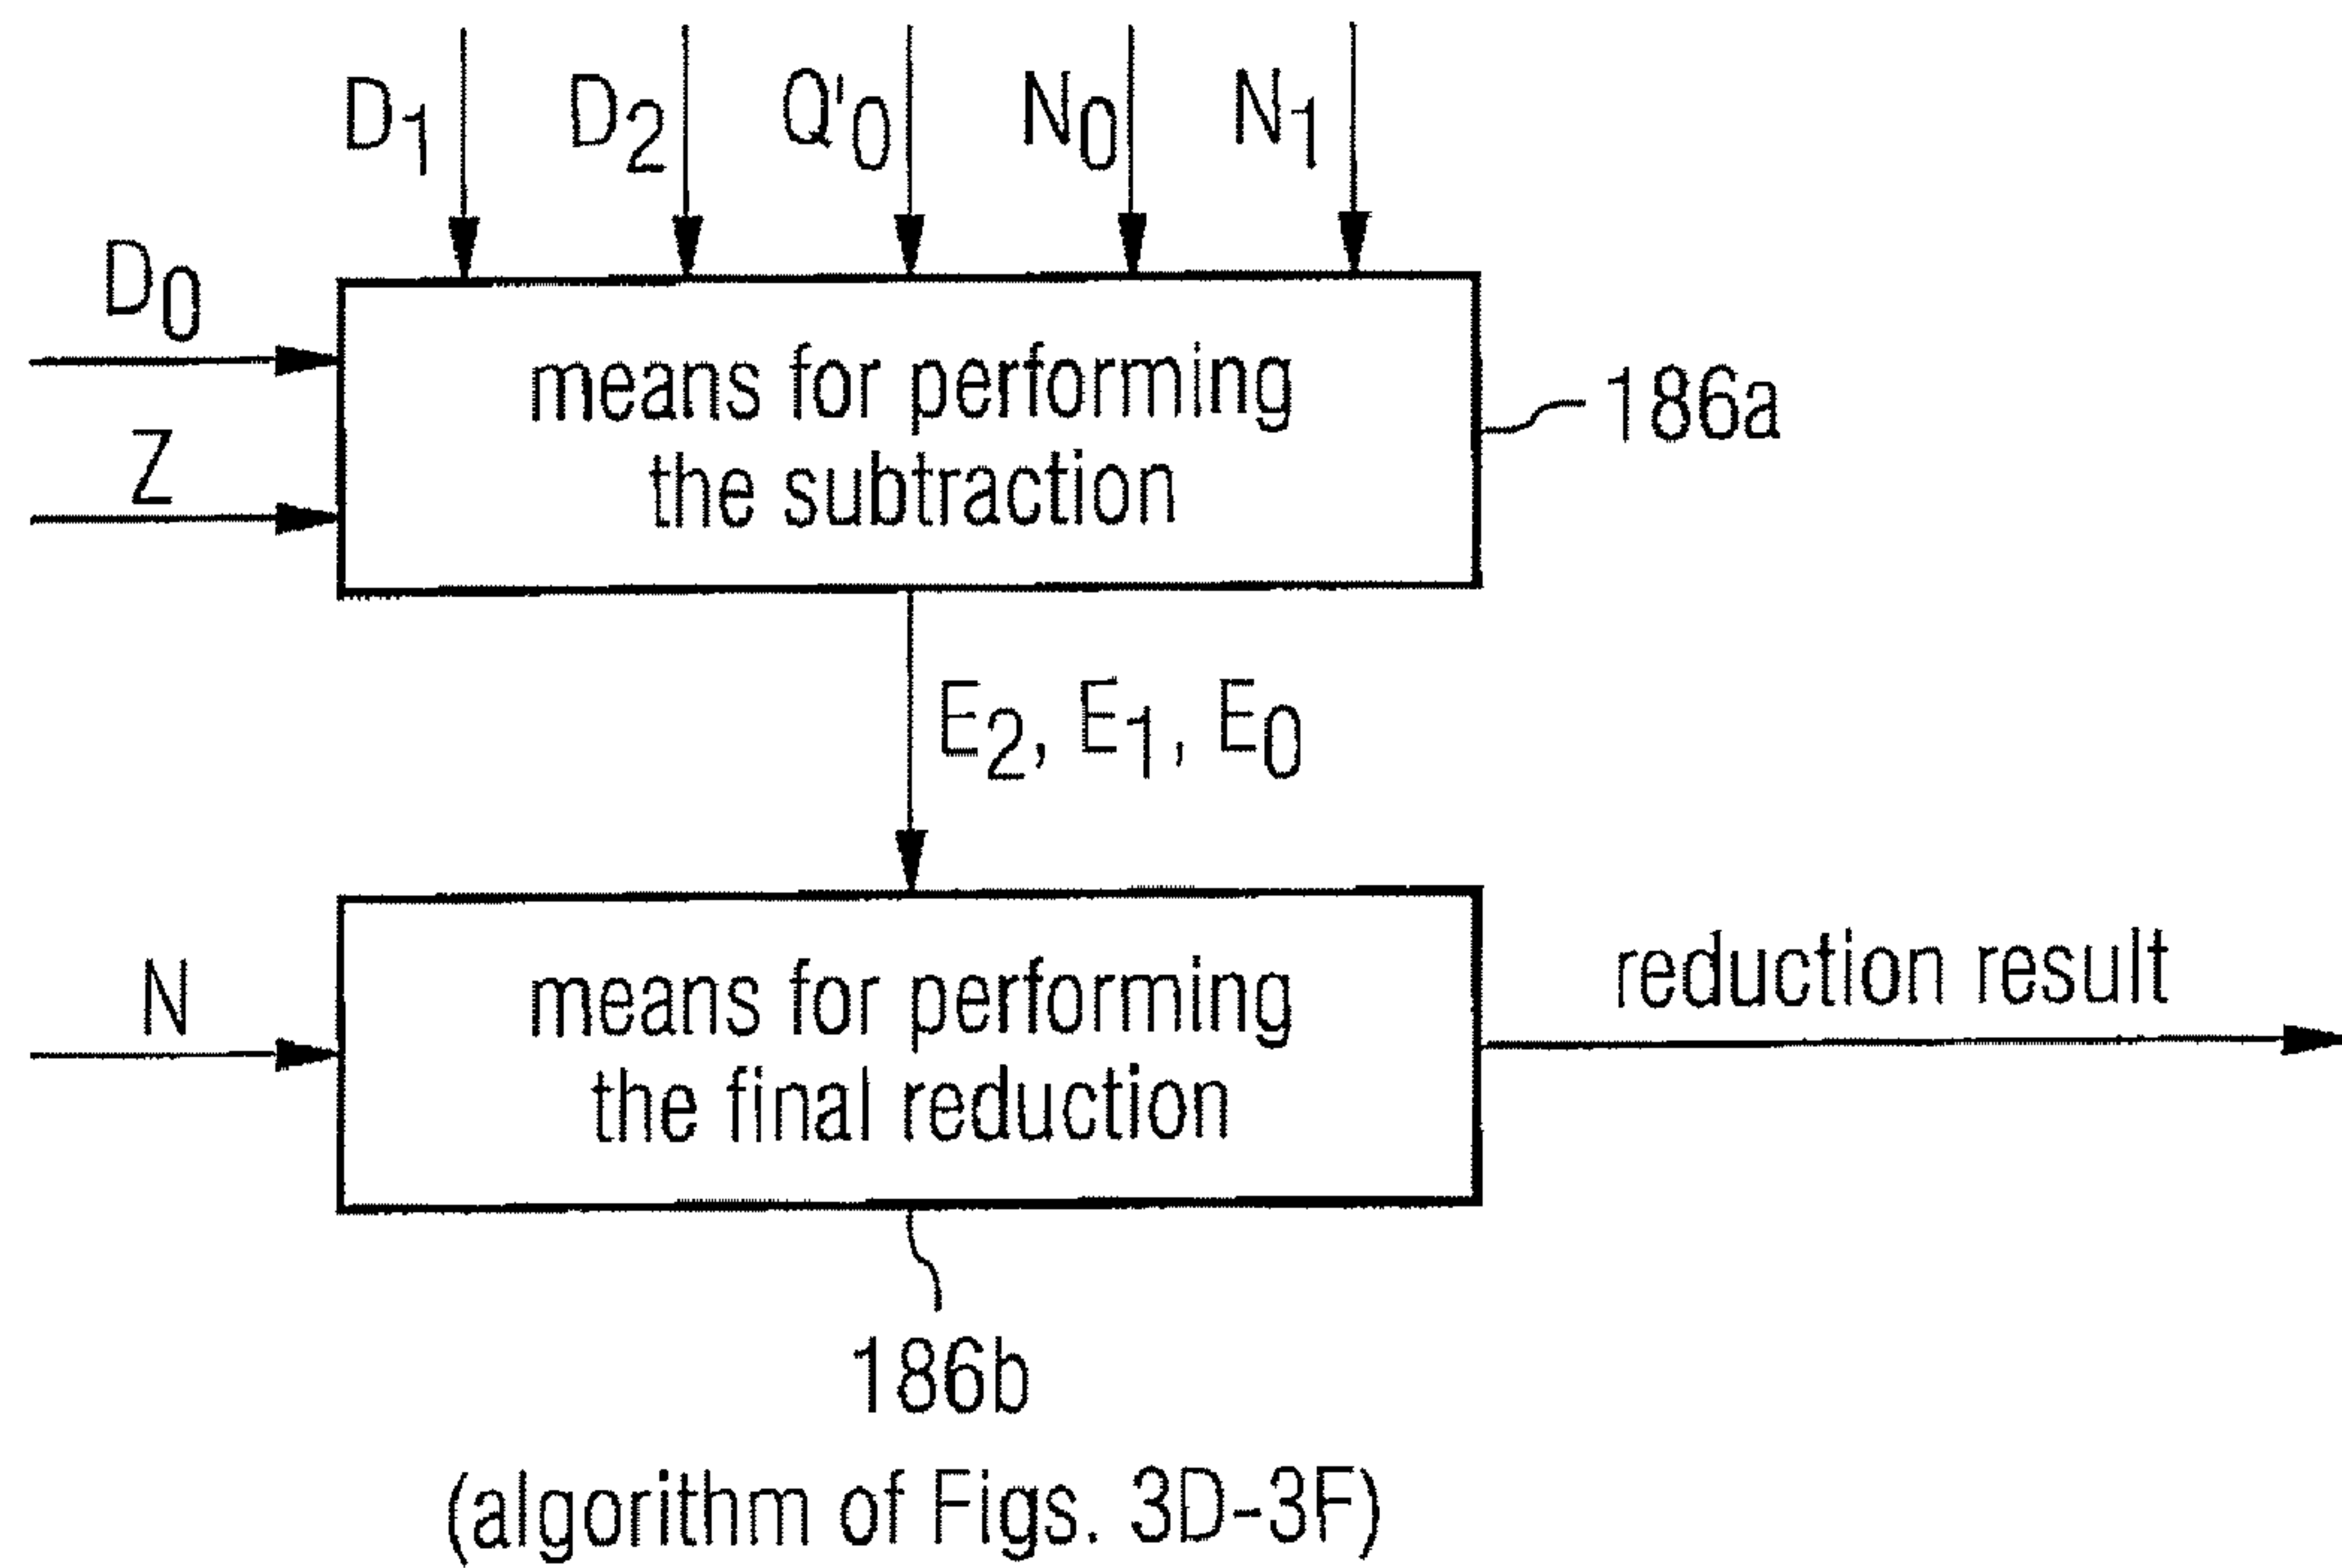 D1 D2 Q'0 N0 N1
D0
means for performing
the subtraction
186a
Z
E2, E1, E0
N
means for performing
the final reduction
reduction result
186b
(algorithm of Figs. 3D-3F)